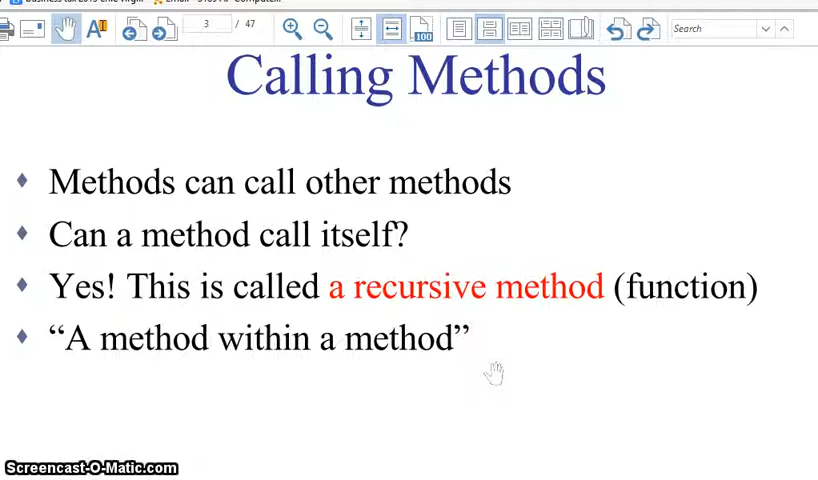 3 / 47
100
Search
Calling Methods
Methods can call other methods
Can a method call itself?
Yes! This is called a recursive method (function)
“A method within a method”
Screencast-O-Matic.com